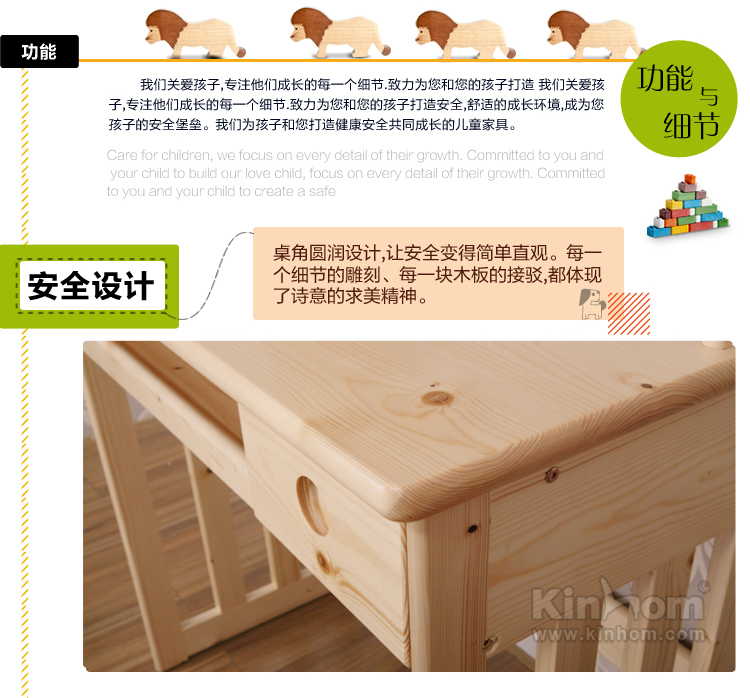 功能
功能
与
细节
我们关爱孩子,专注他们成长的每一个细节.致力为您和您的孩子打造 我们关爱孩
子,专注他们成长的每一个细节.致力为您和您的孩子打造安全,舒适的成长环境,成为您
孩子的安全堡垒。我们为孩子和您打造健康安全共同成长的儿童家具。
Care for children, we focus on every detail of their growth. Committed to you and
your child to build our love child, focus on every detail of their growth. Committed
to you and your child to create a safe
安全设计
桌角圆润设计,让安全变得简单直观。每一
个细节的雕刻、每一块木板的接驳,都体现
了诗意的求美精神。
Kinhom
www.kinhom.com